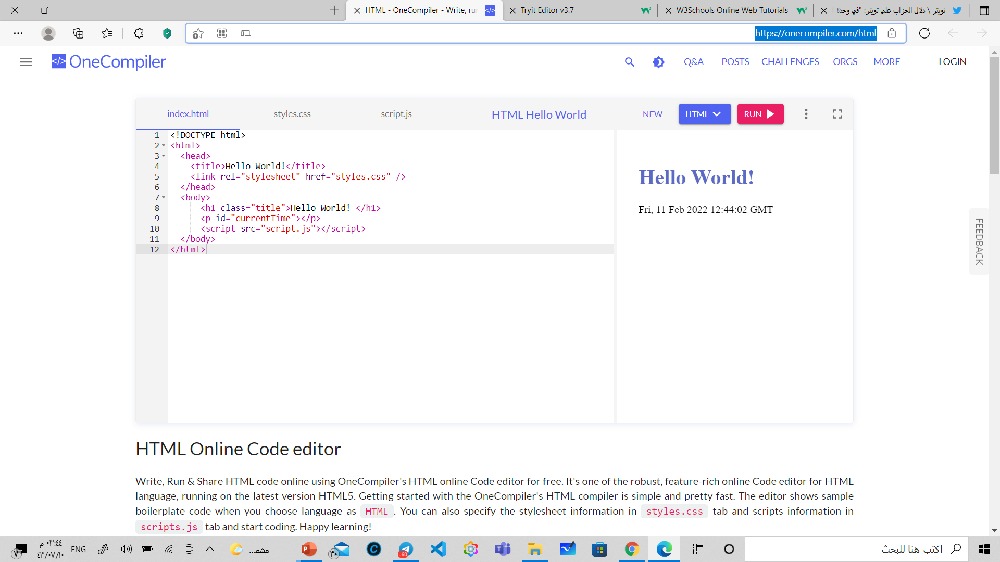 HTML - OneCompiler - Write, ru
Tryit Editor v3.7
W3Schools Online Web Tutorials
تويتر \ دلال الحزاب على تويتر: "في وحدة
https://onecompiler.com/html
</> OneCompiler
Q&A
POSTS
CHALLENGES
ORGS
MORE
LOGIN
index.html
styles.css
script.js
HTML Hello World
NEW
HTML
RUN
1 <!DOCTYPE html>
2 <html>
3 <head>
4 <title>Hello World!</title>
5 <link rel="stylesheet" href="styles.css" />
6 </head>
7 <body>
8 <h1 class="title">Hello World! </h1>
9 <p id="currentTime"></p>
10 <script src="script.js"></script>
11 </body>
12 </html>
Hello World!
Fri, 11 Feb 2022 12:44:02 GMT
FEEDBACK
HTML Online Code editor
Write, Run & Share HTML code online using OneCompiler's HTML online Code editor for free. It's one of the robust, feature-rich online Code editor for HTML
language, running on the latest version HTML5. Getting started with the OneCompiler's HTML compiler is simple and pretty fast. The editor shows sample
boilerplate code when you choose language as HTML . You can also specify the stylesheet information in styles.css tab and scripts information in
scripts.js tab and start coding. Happy learning!
٠٣:٤٤ م
٤٣/٠٧/١٠
ENG
مشمـ...
٣٠
60
اكتب هنا للبحث